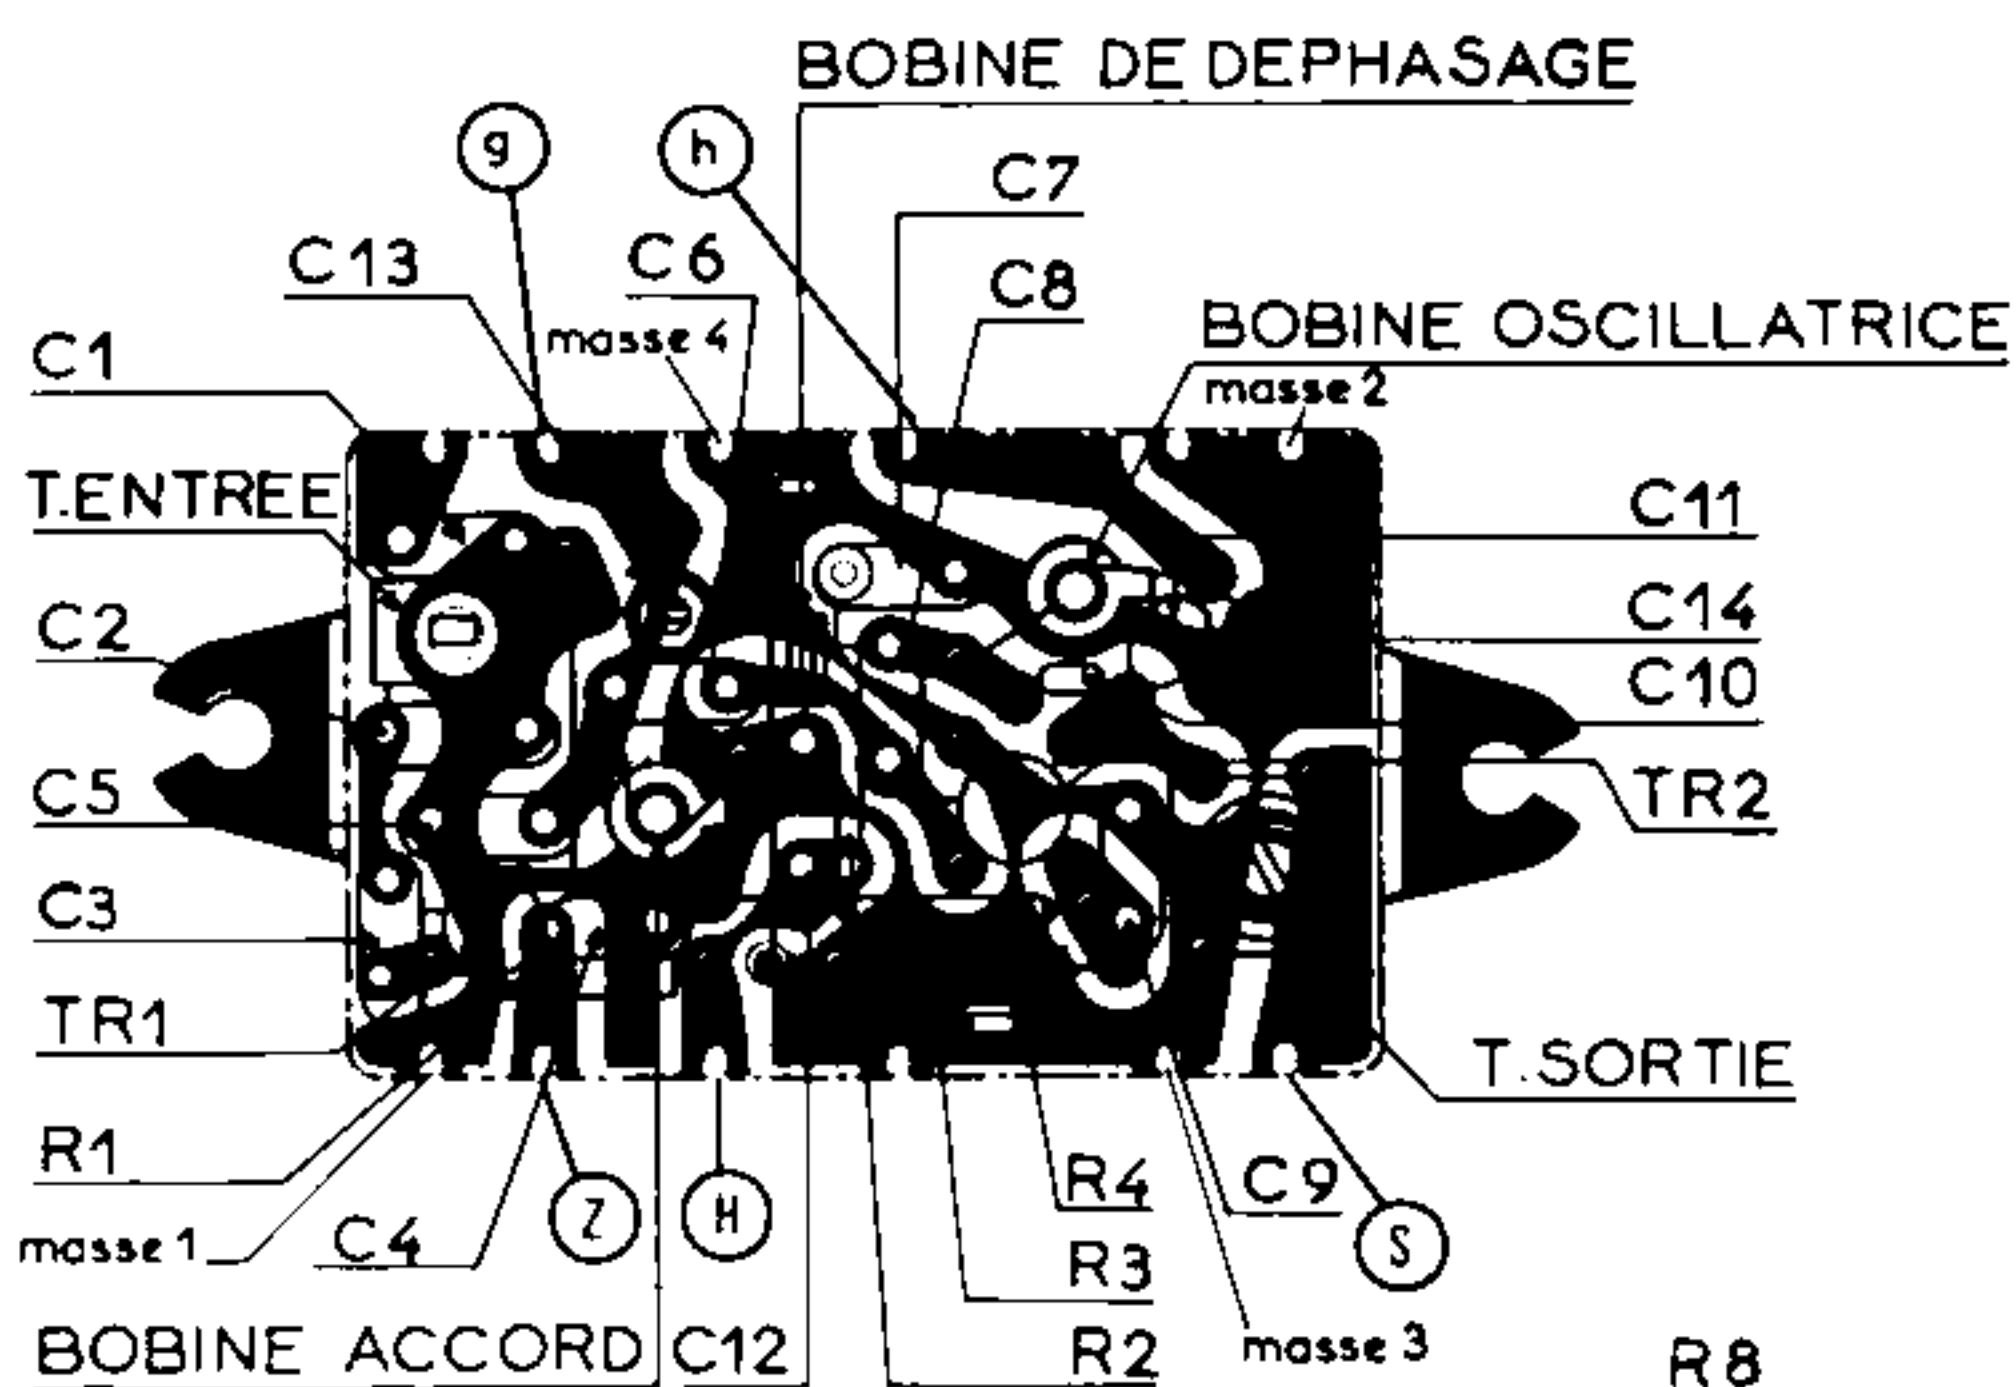 BOBINE DE DEPHASAGE
g
h
C7
C13
C6
C8
masse 4
BOBINE OSCILLATRICE
C1
masse 2
T.ENTREE
C11
C2
C14
C10
C5
TR2
C3
TR1
T.SORTIE
R1
R4
C9
Z
H
S
masse 1
C4
R3
BOBINE ACCORD
C12
R2
masse 3
R8